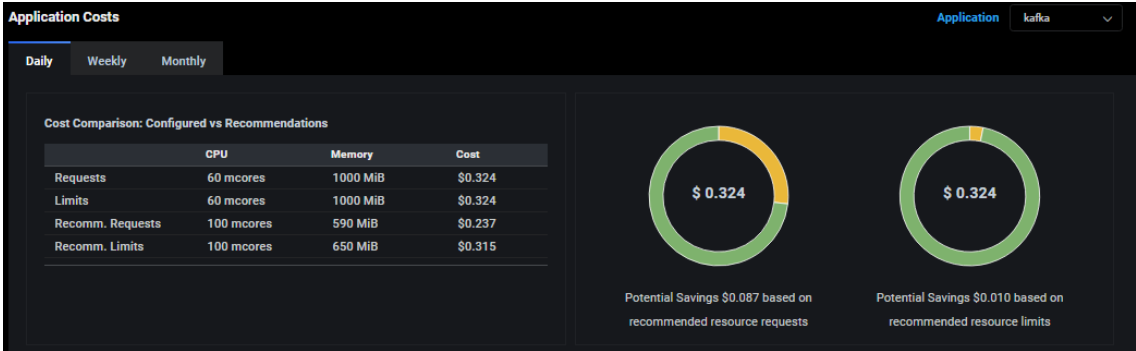 Application Costs
Application kafka
Daily Weekly Monthly
Cost Comparison: Configured vs Recommendations
CPU Memory Cost
Requests 60 mcores 1000 MiB $0.324
Limits 60 mcores 1000 MiB $0.324
Recomm. Requests 100 mcores 590 MiB $0.237
Recomm. Limits 100 mcores 650 MiB $0.315
$ 0.324
Potential Savings $0.087 based on
recommended resource requests
$ 0.324
Potential Savings $0.010 based on
recommended resource limits